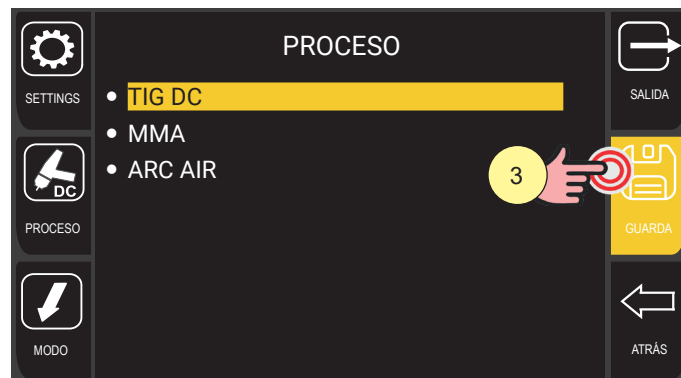 PROCESO
SETTINGS
TIG DC
MMA
ARC AIR
DC
PROCESO
MODO
3
SALIDA
GUARDA
ATRÁS